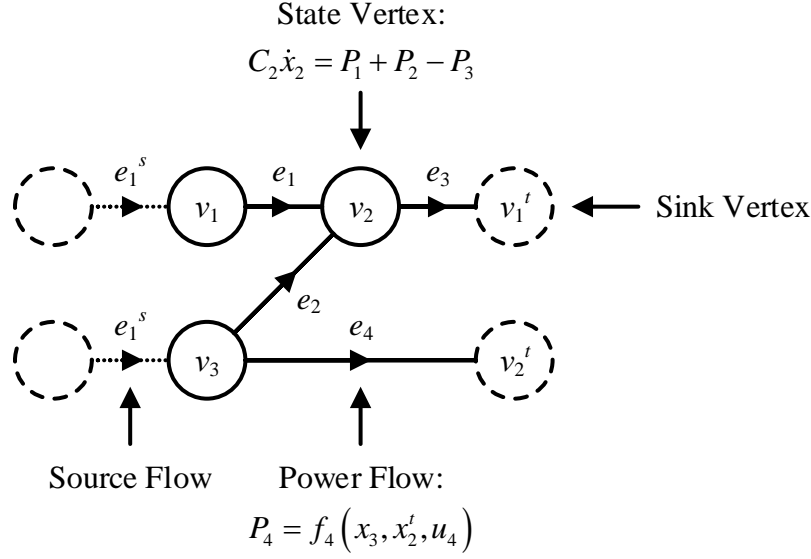 State Vertex:
C₂ẋ₂ = P₁ + P₂ − P₃
e₁ˢ e₁ e₃
v₁ v₂ v₁ᵗ Sink Vertex
e₂
e₁ˢ e₄
v₃ v₂ᵗ
Source Flow Power Flow:
P₄ = f₄(x₃, x₂ᵗ, u₄)